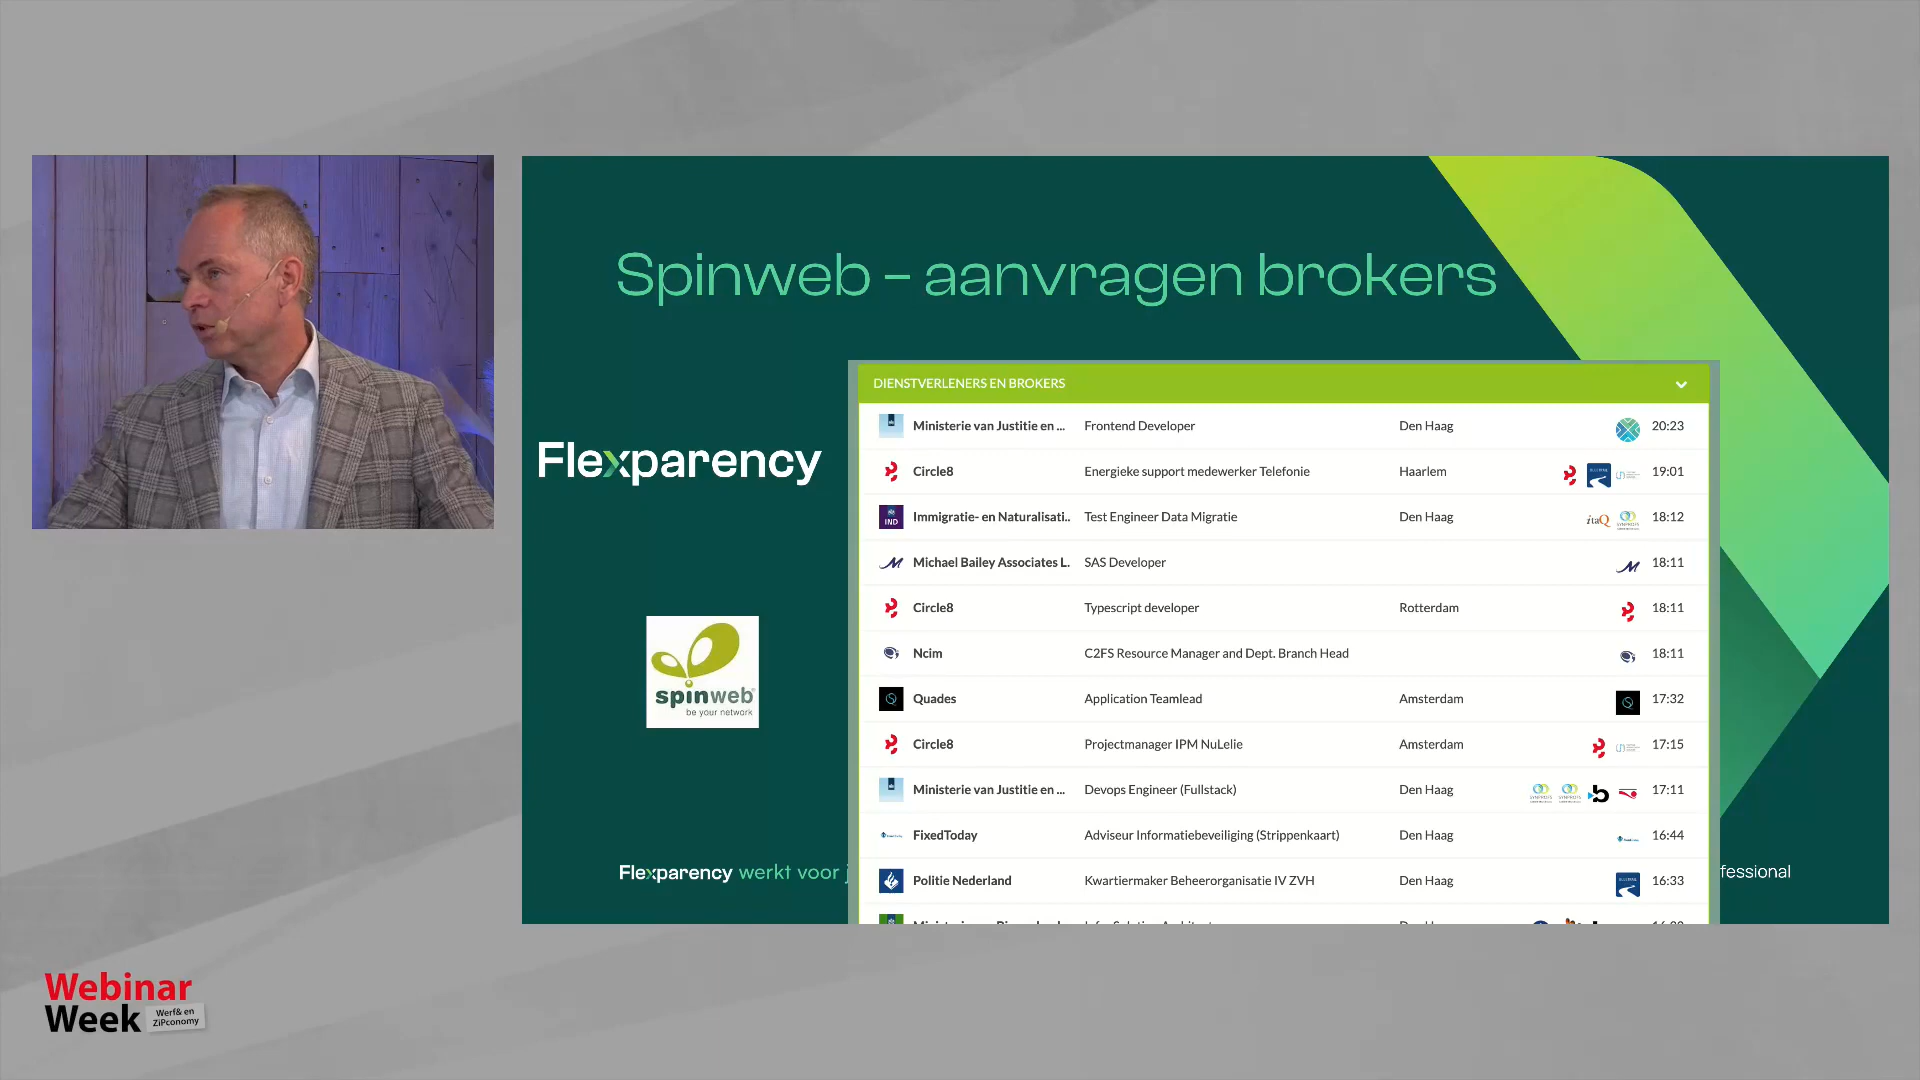 Spinweb – aanvragen brokers
Flexparency
spinweb
be your network
DIENSTVERLENERS EN BROKERS
Ministerie van Justitie en ... Frontend Developer Den Haag 20:23
Circle8 Energieke support medewerker Telefonie Haarlem 19:01
IND Immigratie- en Naturalisati.. Test Engineer Data Migratie Den Haag itaQ 18:12
Michael Bailey Associates L. SAS Developer 18:11
Circle8 Typescript developer Rotterdam 18:11
Ncim C2FS Resource Manager and Dept. Branch Head 18:11
Quades Application Teamlead Amsterdam 17:32
Circle8 Projectmanager IPM NuLelie Amsterdam 17:15
Ministerie van Justitie en ... Devops Engineer (Fullstack) Den Haag 17:11
FixedToday Adviseur Informatiebeveiliging (Strippenkaart) Den Haag 16:44
Politie Nederland Kwartiermaker Beheerorganisatie IV ZVH Den Haag 16:33
Flexparency werkt voor j
fessional
Webinar
Week
Werf& en
ZiPconomy